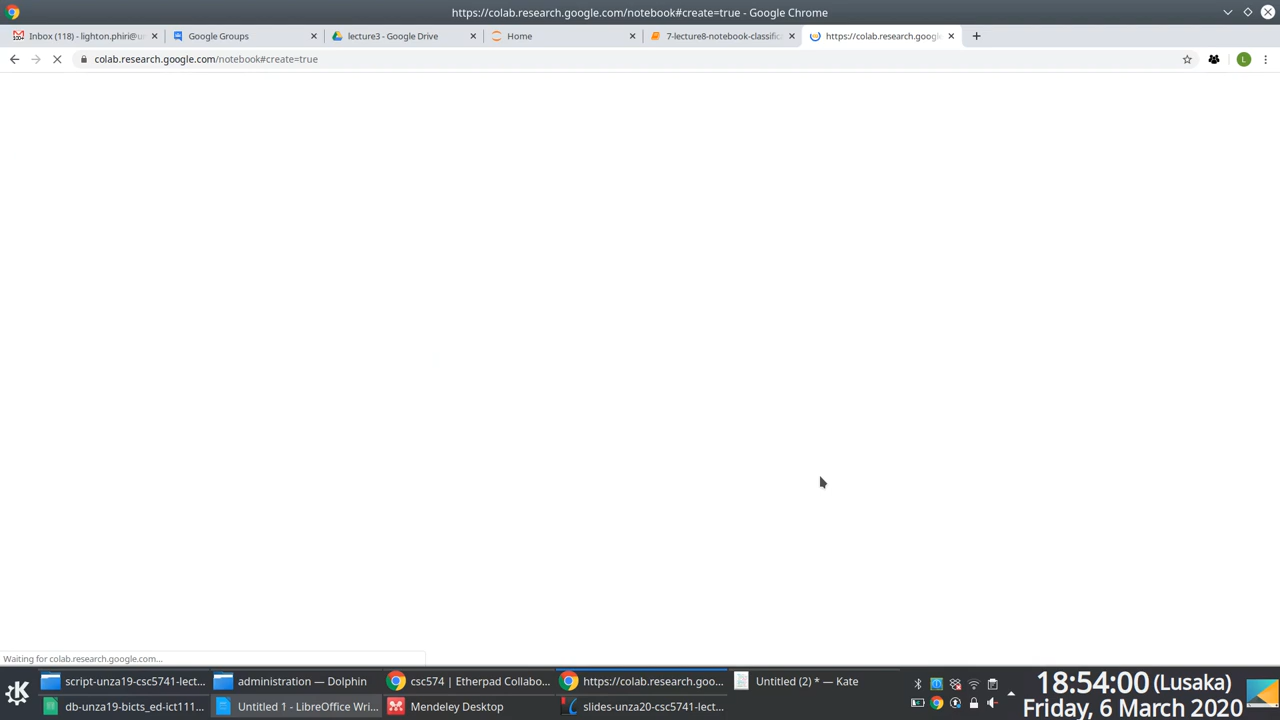 https://colab.research.google.com/notebook#create=true - Google Chrome
Inbox (118) - lighton.phiri@u
Google Groups
lecture3 - Google Drive
Home
7-lecture8-notebook-classific
https://colab.research.google
colab.research.google.com/notebook#create=true
L
Waiting for colab.research.google.com...
script-unza19-csc5741-lect...
administration — Dolphin
csc574 | Etherpad Collabo...
https://colab.research.goo...
Untitled (2) * — Kate
db-unza19-bicts_ed-ict111...
Untitled 1 - LibreOffice Wri...
Mendeley Desktop
slides-unza20-csc5741-lect...
18:54:00 (Lusaka)
Friday, 6 March 2020